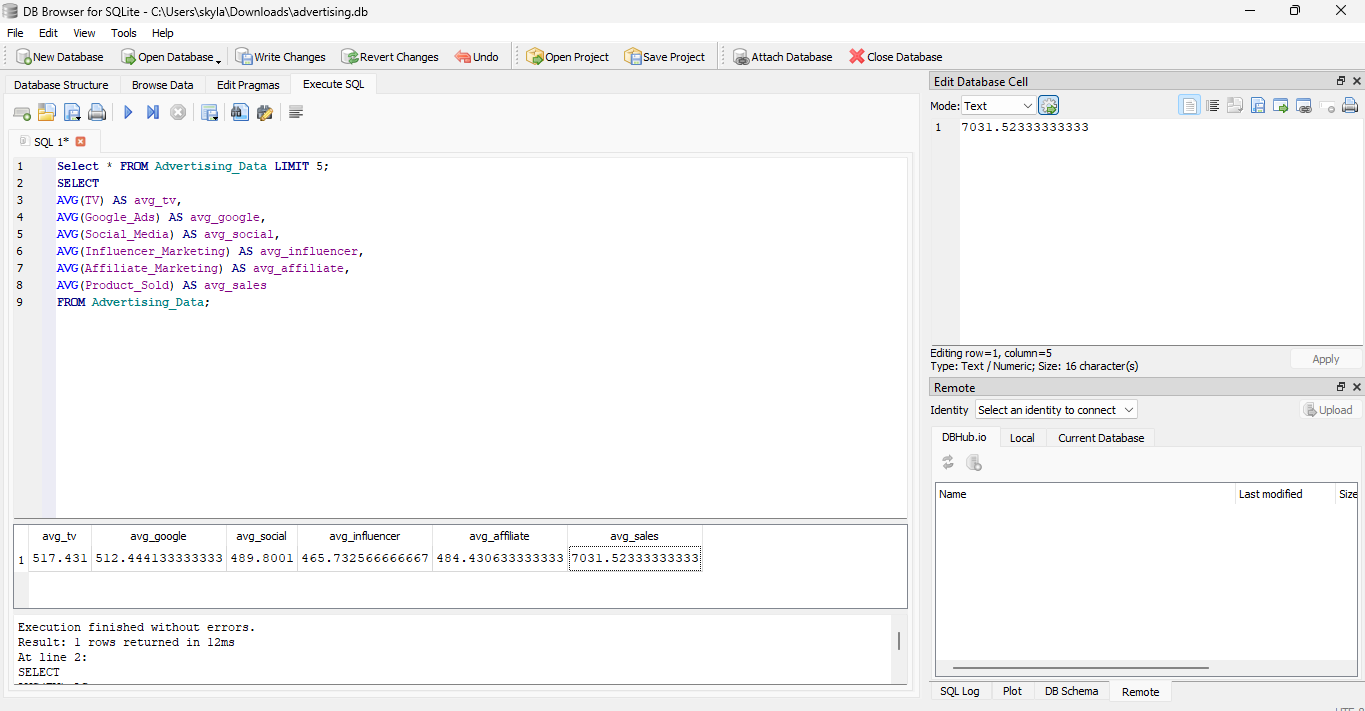 DB Browser for SQLite - C:\Users\skyla\Downloads\advertising.db
File Edit View Tools Help
New Database Open Database Write Changes Revert Changes Undo Open Project Save Project Attach Database Close Database
Database Structure Browse Data Edit Pragmas Execute SQL
SQL 1*
1 Select * FROM Advertising_Data LIMIT 5;
2 SELECT
3 AVG(TV) AS avg_tv,
4 AVG(Google_Ads) AS avg_google,
5 AVG(Social_Media) AS avg_social,
6 AVG(Influencer_Marketing) AS avg_influencer,
7 AVG(Affiliate_Marketing) AS avg_affiliate,
8 AVG(Product_Sold) AS avg_sales
9 FROM Advertising_Data;
avg_tv avg_google avg_social avg_influencer avg_affiliate avg_sales
1 517.431 512.444133333333 489.8001 465.732566666667 484.430633333333 7031.52333333333
Execution finished without errors.
Result: 1 rows returned in 12ms
At line 2:
SELECT
Edit Database Cell
Mode: Text
1 7031.52333333333
Editing row=1, column=5
Type: Text / Numeric; Size: 16 character(s)
Apply
Remote
Identity Select an identity to connect Upload
DBHub.io Local Current Database
Name Last modified Size
SQL Log Plot DB Schema Remote